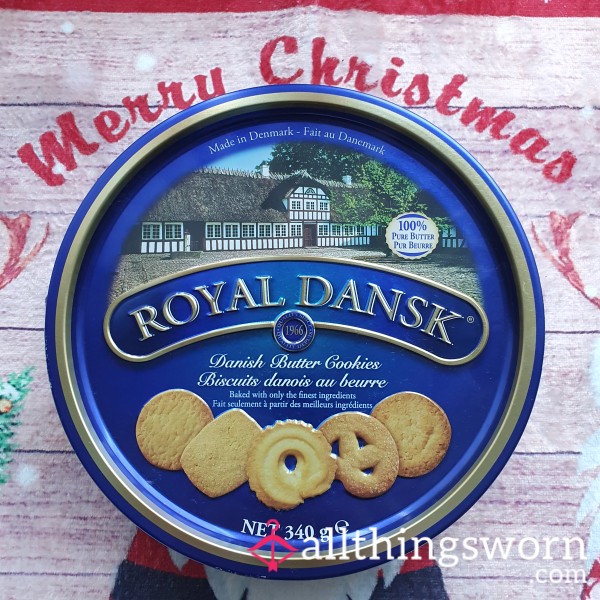 Merry Christmas
Made in Denmark - Fait au Danemark
100%
PURE BUTTER
PUR BEURRE
ROYAL DANSK®
1966
Danish Butter Cookies
Biscuits danois au beurre
Baked with only the finest ingredients
Fait seulement à partir des meilleurs ingrédients
NET 340 g ℮
allthingsworn
.com